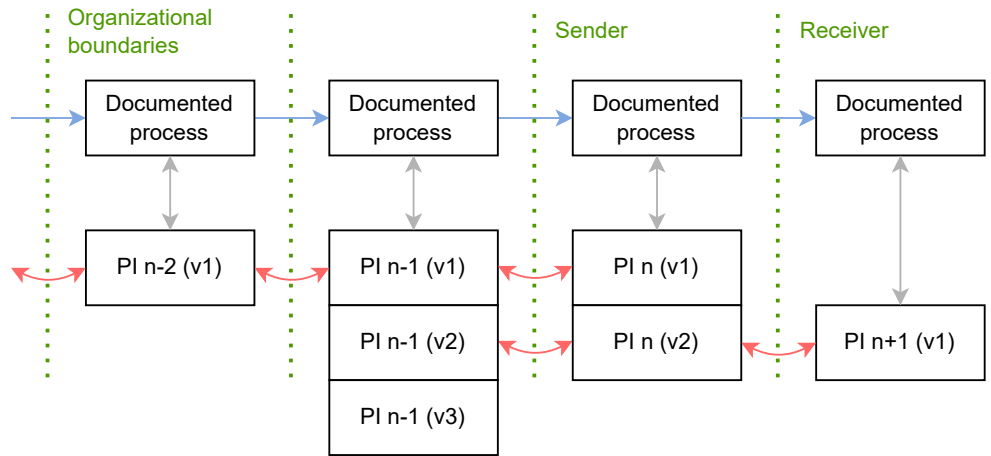 Organizational
boundaries
Sender
Receiver
Documented
process
Documented
process
Documented
process
Documented
process
PI n-2 (v1)
PI n-1 (v1)
PI n (v1)
PI n-1 (v2)
PI n (v2)
PI n+1 (v1)
PI n-1 (v3)